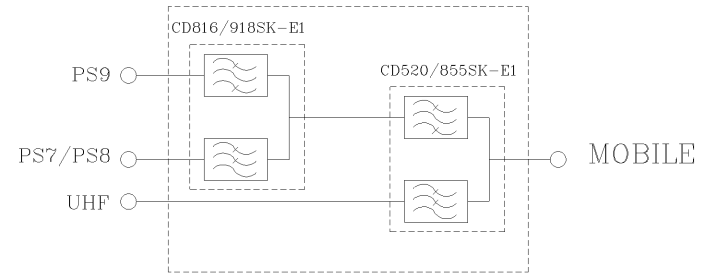 CD816/918SK-E1
PS9
CD520/855SK-E1
PS7/PS8
MOBILE
UHF